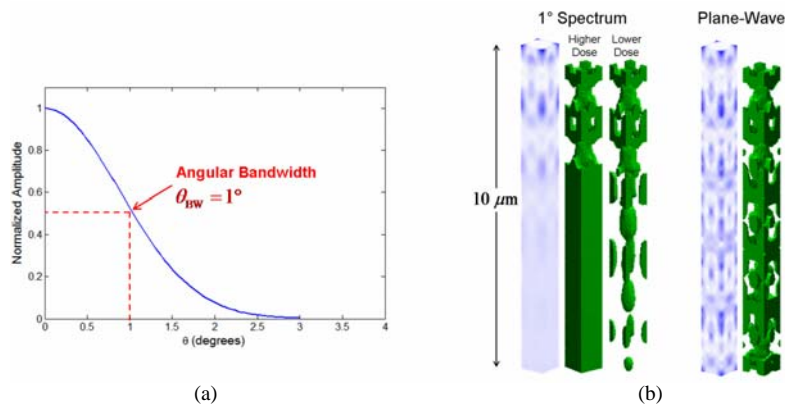 1
0.8
0.6
0.4
0.2
0
Normalized Amplitude
0 0.5 1 1.5 2 2.5 3 3.5 4
θ (degrees)
Angular Bandwidth
θBW = 1°
(a)
1° Spectrum
Higher Dose
Lower Dose
Plane-Wave
10 μm
(b)